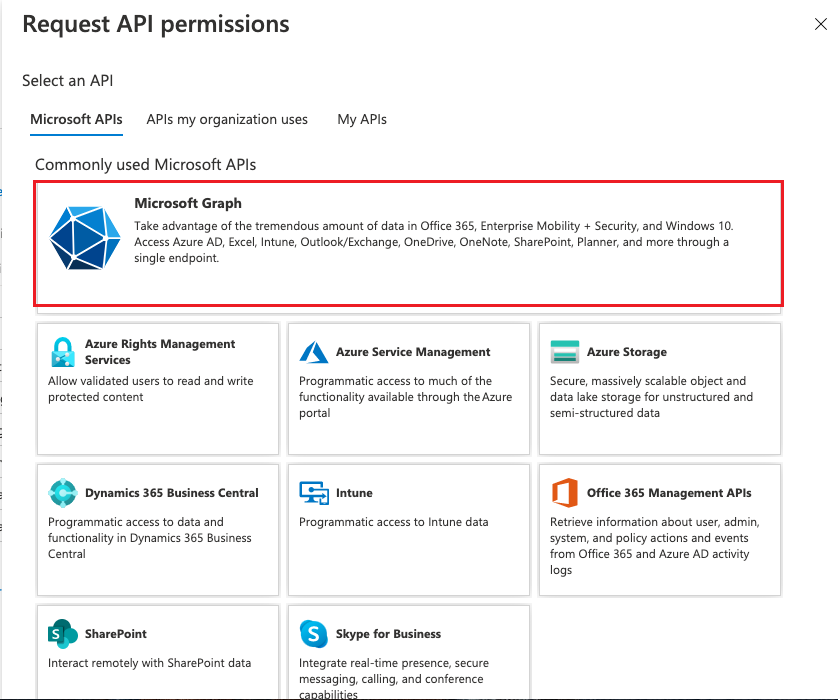 Request API permissions
Select an API
Microsoft APIs
APIs my organization uses
My APIs
Commonly used Microsoft APIs
Microsoft Graph
Take advantage of the tremendous amount of data in Office 365, Enterprise Mobility + Security, and Windows 10.
Access Azure AD, Excel, Intune, Outlook/Exchange, OneDrive, OneNote, SharePoint, Planner, and more through a
single endpoint.
Azure Rights Management
Services
Allow validated users to read and write
protected content
Azure Service Management
Programmatic access to much of the
functionality available through the Azure
portal
Azure Storage
Secure, massively scalable object and
data lake storage for unstructured and
semi-structured data
Dynamics 365 Business Central
Programmatic access to data and
functionality in Dynamics 365 Business
Central
Intune
Programmatic access to Intune data
Office 365 Management APIs
Retrieve information about user, admin,
system, and policy actions and events
from Office 365 and Azure AD activity
logs
SharePoint
Interact remotely with SharePoint data
Skype for Business
Integrate real-time presence, secure
messaging, calling, and conference
capabilities